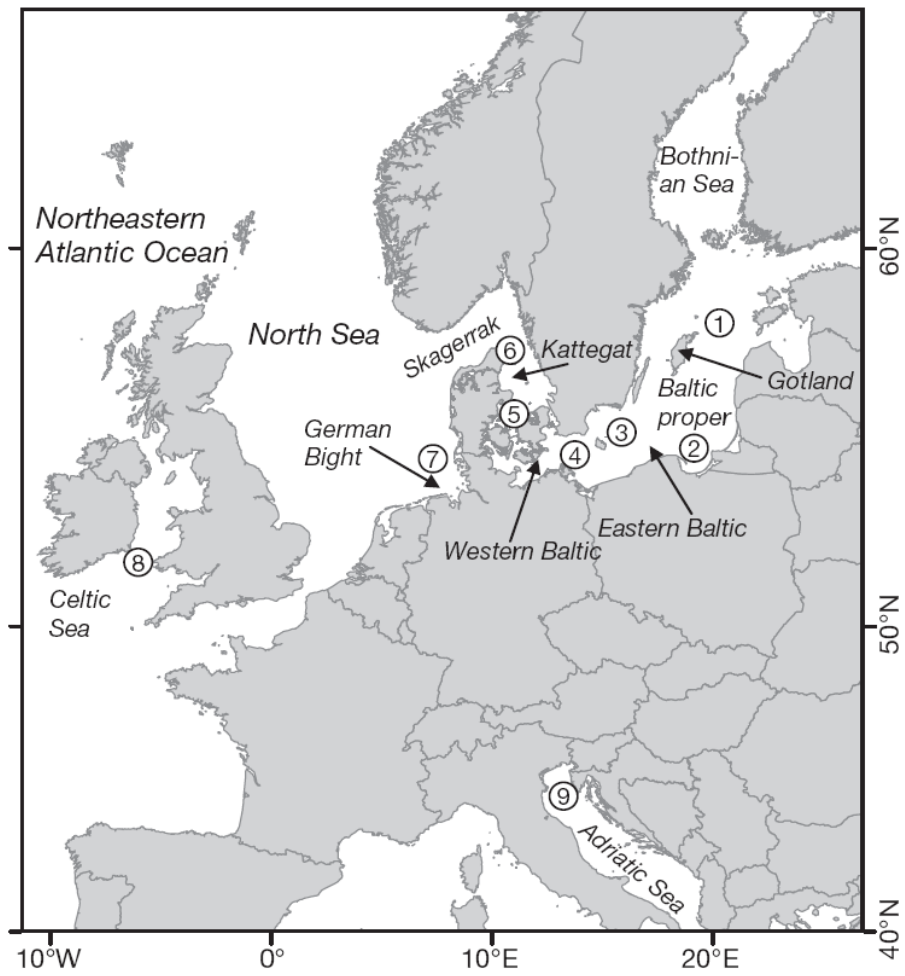 Bothni-
an Sea
Northeastern
Atlantic Ocean
60°N
North Sea
Skagerrak
1
6
Kattegat
Gotland
Baltic
proper
5
3
2
4
German
Bight
7
Eastern Baltic
Western Baltic
8
Celtic
Sea
50°N
9
Adriatic Sea
40°N
10°W
0°
10°E
20°E